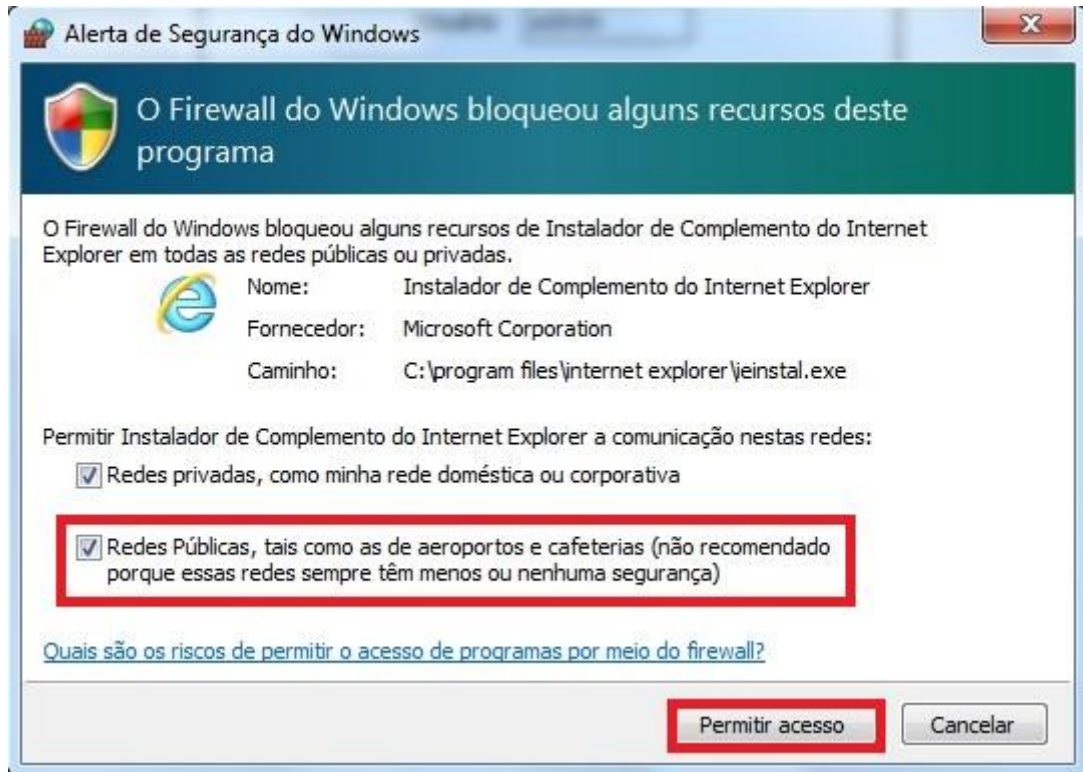 Alerta de Segurança do Windows
O Firewall do Windows bloqueou alguns recursos deste
programa
O Firewall do Windows bloqueou alguns recursos de Instalador de Complemento do Internet
Explorer em todas as redes públicas ou privadas.
Nome: Instalador de Complemento do Internet Explorer
Fornecedor: Microsoft Corporation
Caminho: C:\program files\internet explorer\ieinstal.exe
Permitir Instalador de Complemento do Internet Explorer a comunicação nestas redes:
Redes privadas, como minha rede doméstica ou corporativa
Redes Públicas, tais como as de aeroportos e cafeterias (não recomendado
porque essas redes sempre têm menos ou nenhuma segurança)
Quais são os riscos de permitir o acesso de programas por meio do firewall?
Permitir acesso Cancelar